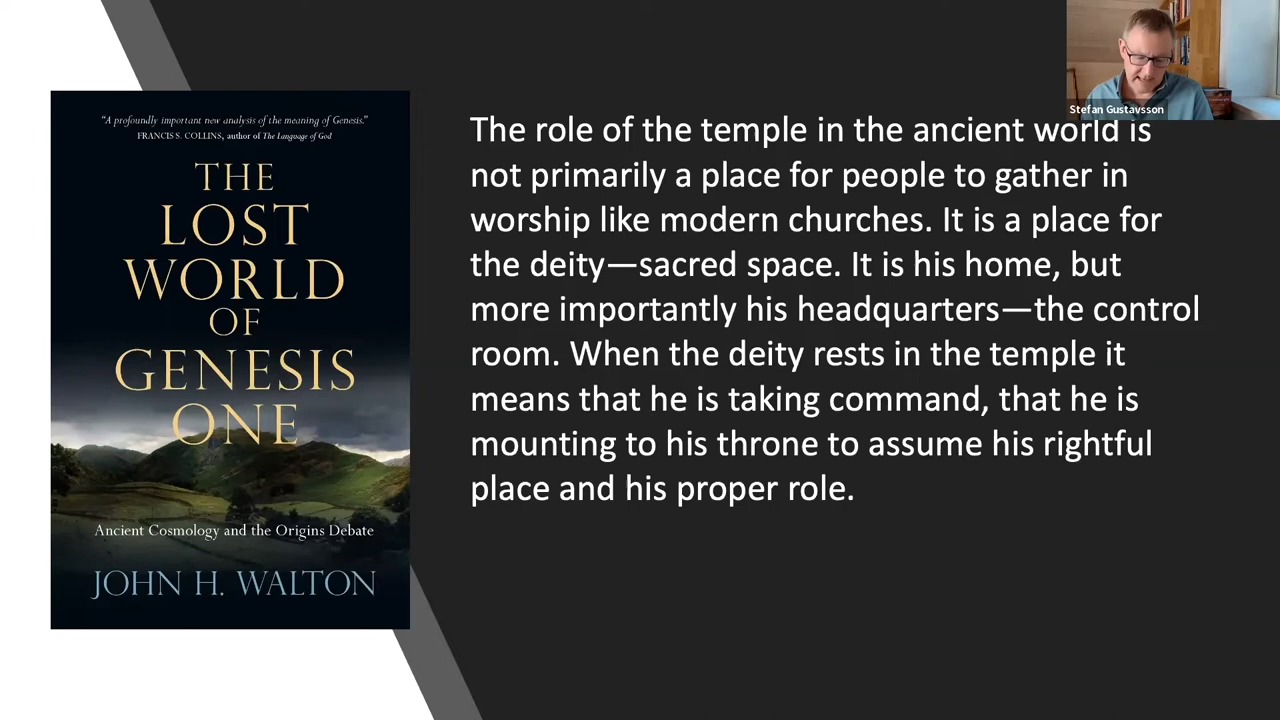 “A profoundly important new analysis of the meaning of Genesis.”
FRANCIS S. COLLINS, author of The Language of God
THE
LOST
WORLD
OF
GENESIS
ONE
Ancient Cosmology and the Origins Debate
JOHN H. WALTON
The role of the temple in the ancient world is
not primarily a place for people to gather in
worship like modern churches. It is a place for
the deity—sacred space. It is his home, but
more importantly his headquarters—the control
room. When the deity rests in the temple it
means that he is taking command, that he is
mounting to his throne to assume his rightful
place and his proper role.
Stefan Gustavsson